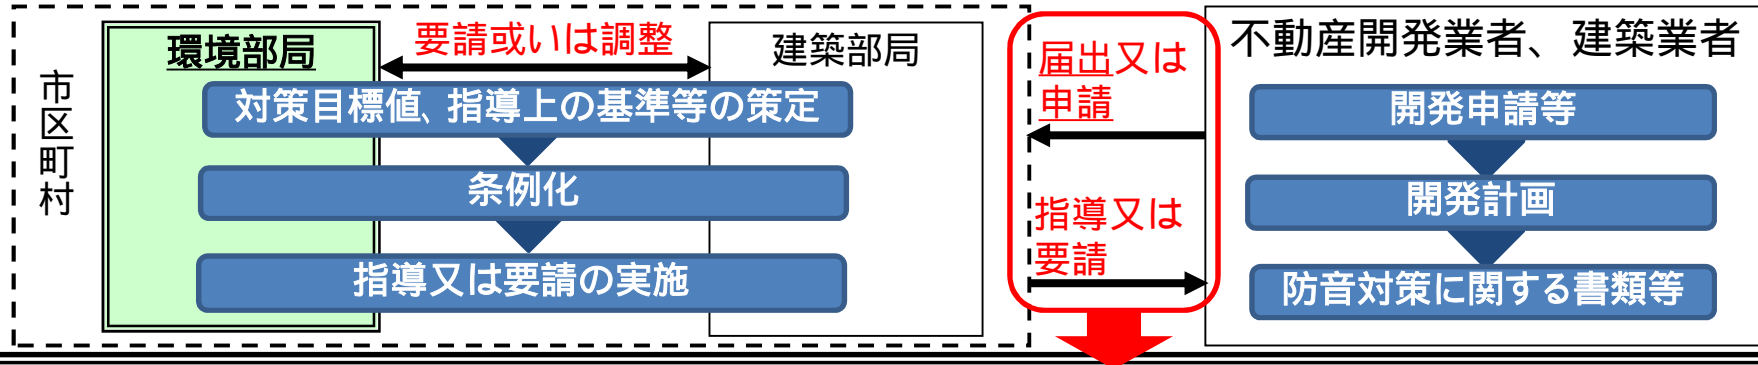 市区町村
環境部局
要請或いは調整
建築部局
対策目標値、指導上の基準等の策定
条例化
指導又は要請の実施
届出又は
申請
指導又は
要請
不動産開発業者、建築業者
開発申請等
開発計画
防音対策に関する書類等